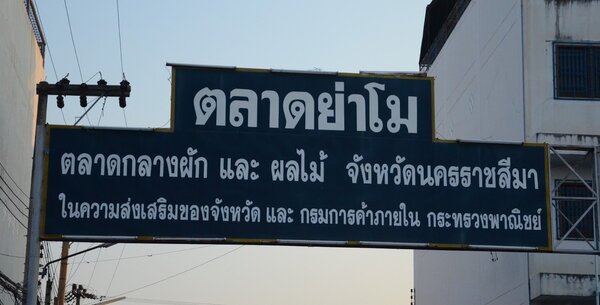 ตลาดย่าโม
ตลาดกลางผัก และ ผลไม้ จังหวัดนครราชสีมา
ในความส่งเสริมของจังหวัด และ กรมการค้าภายใน กระทรวงพาณิชย์